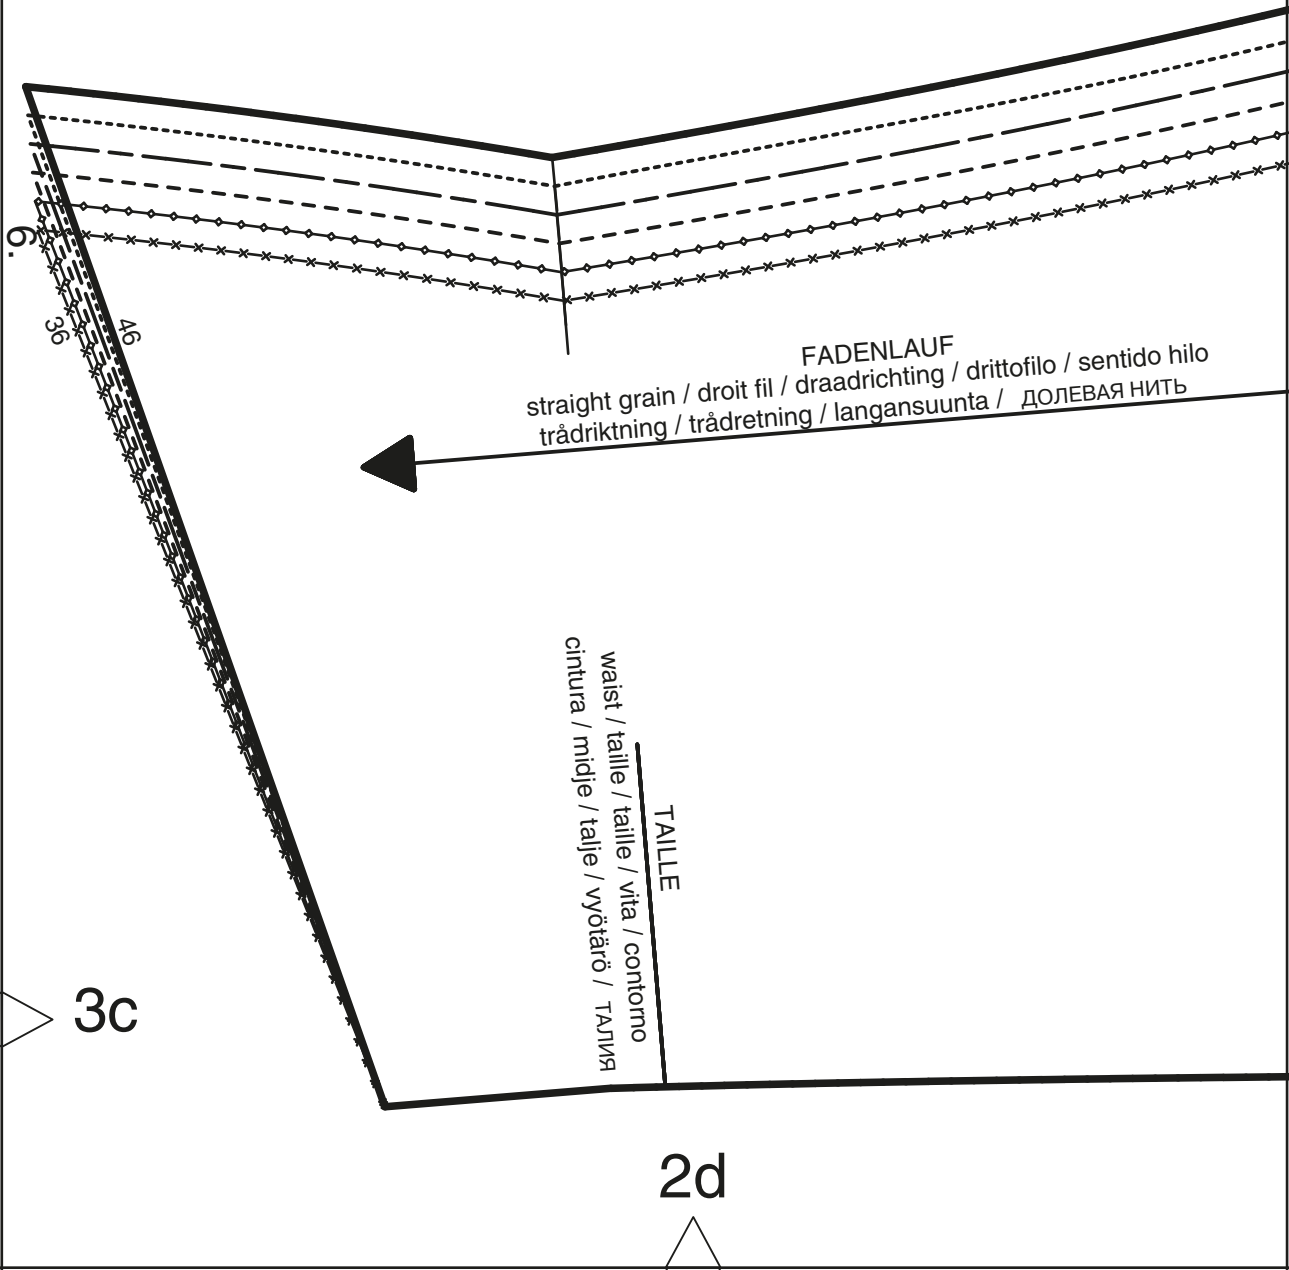 6.
36
46
FADENLAUF
straight grain / droit fil / draadrichting / drittofilo / sentido hilo
trådriktning / trådretning / langansuunta / ДОЛЕВАЯ НИТЬ
TAILLE
waist / taille / taille / vita / contorno
cintura / midje / talje / vyötärö / ТАЛИЯ
3c
2d